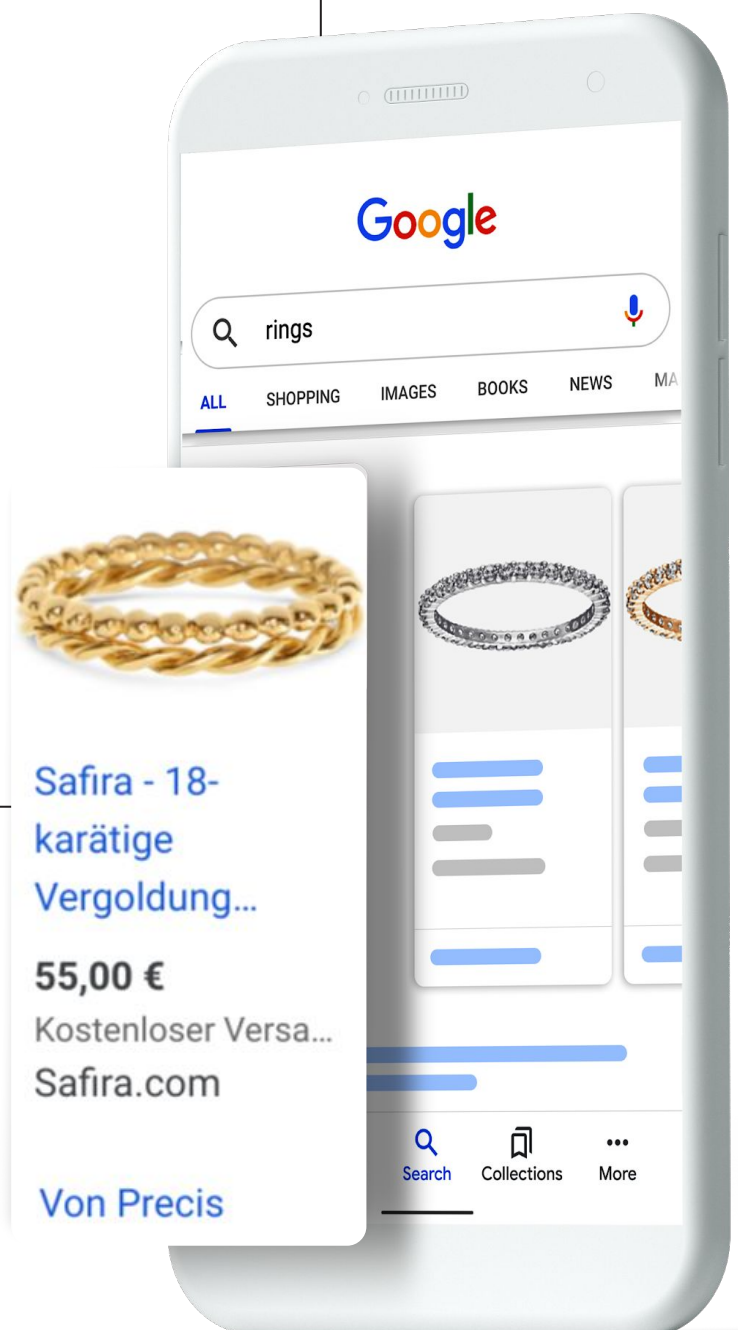 Google
rings
ALL SHOPPING IMAGES BOOKS NEWS MA
Safira - 18-
karätige
Vergoldung...
55,00 €
Kostenloser Versa...
Safira.com
Von Precis
Search Collections More